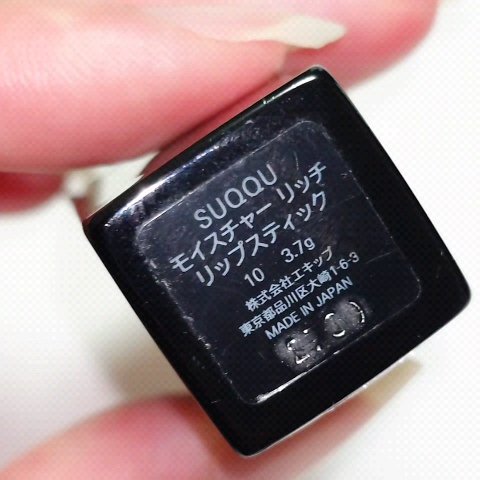 SUQQU
モイスチャー リッチ
リップスティック
10 3.7g
株式会社エキップ
東京都品川区大崎1-6-3
MADE IN JAPAN